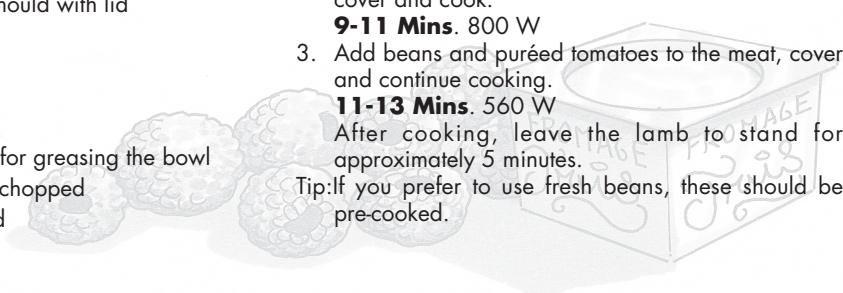 mould with lid
for greasing the bowl
chopped
cover and cook.
9-11 Mins. 800 W
3. Add beans and puréed tomatoes to the meat, cover
and continue cooking.
11-13 Mins. 560 W
After cooking, leave the lamb to stand for
approximately 5 minutes.
Tip:If you prefer to use fresh beans, these should be
pre-cooked.
FROMAGE
Frais
FROMAGE
Frais